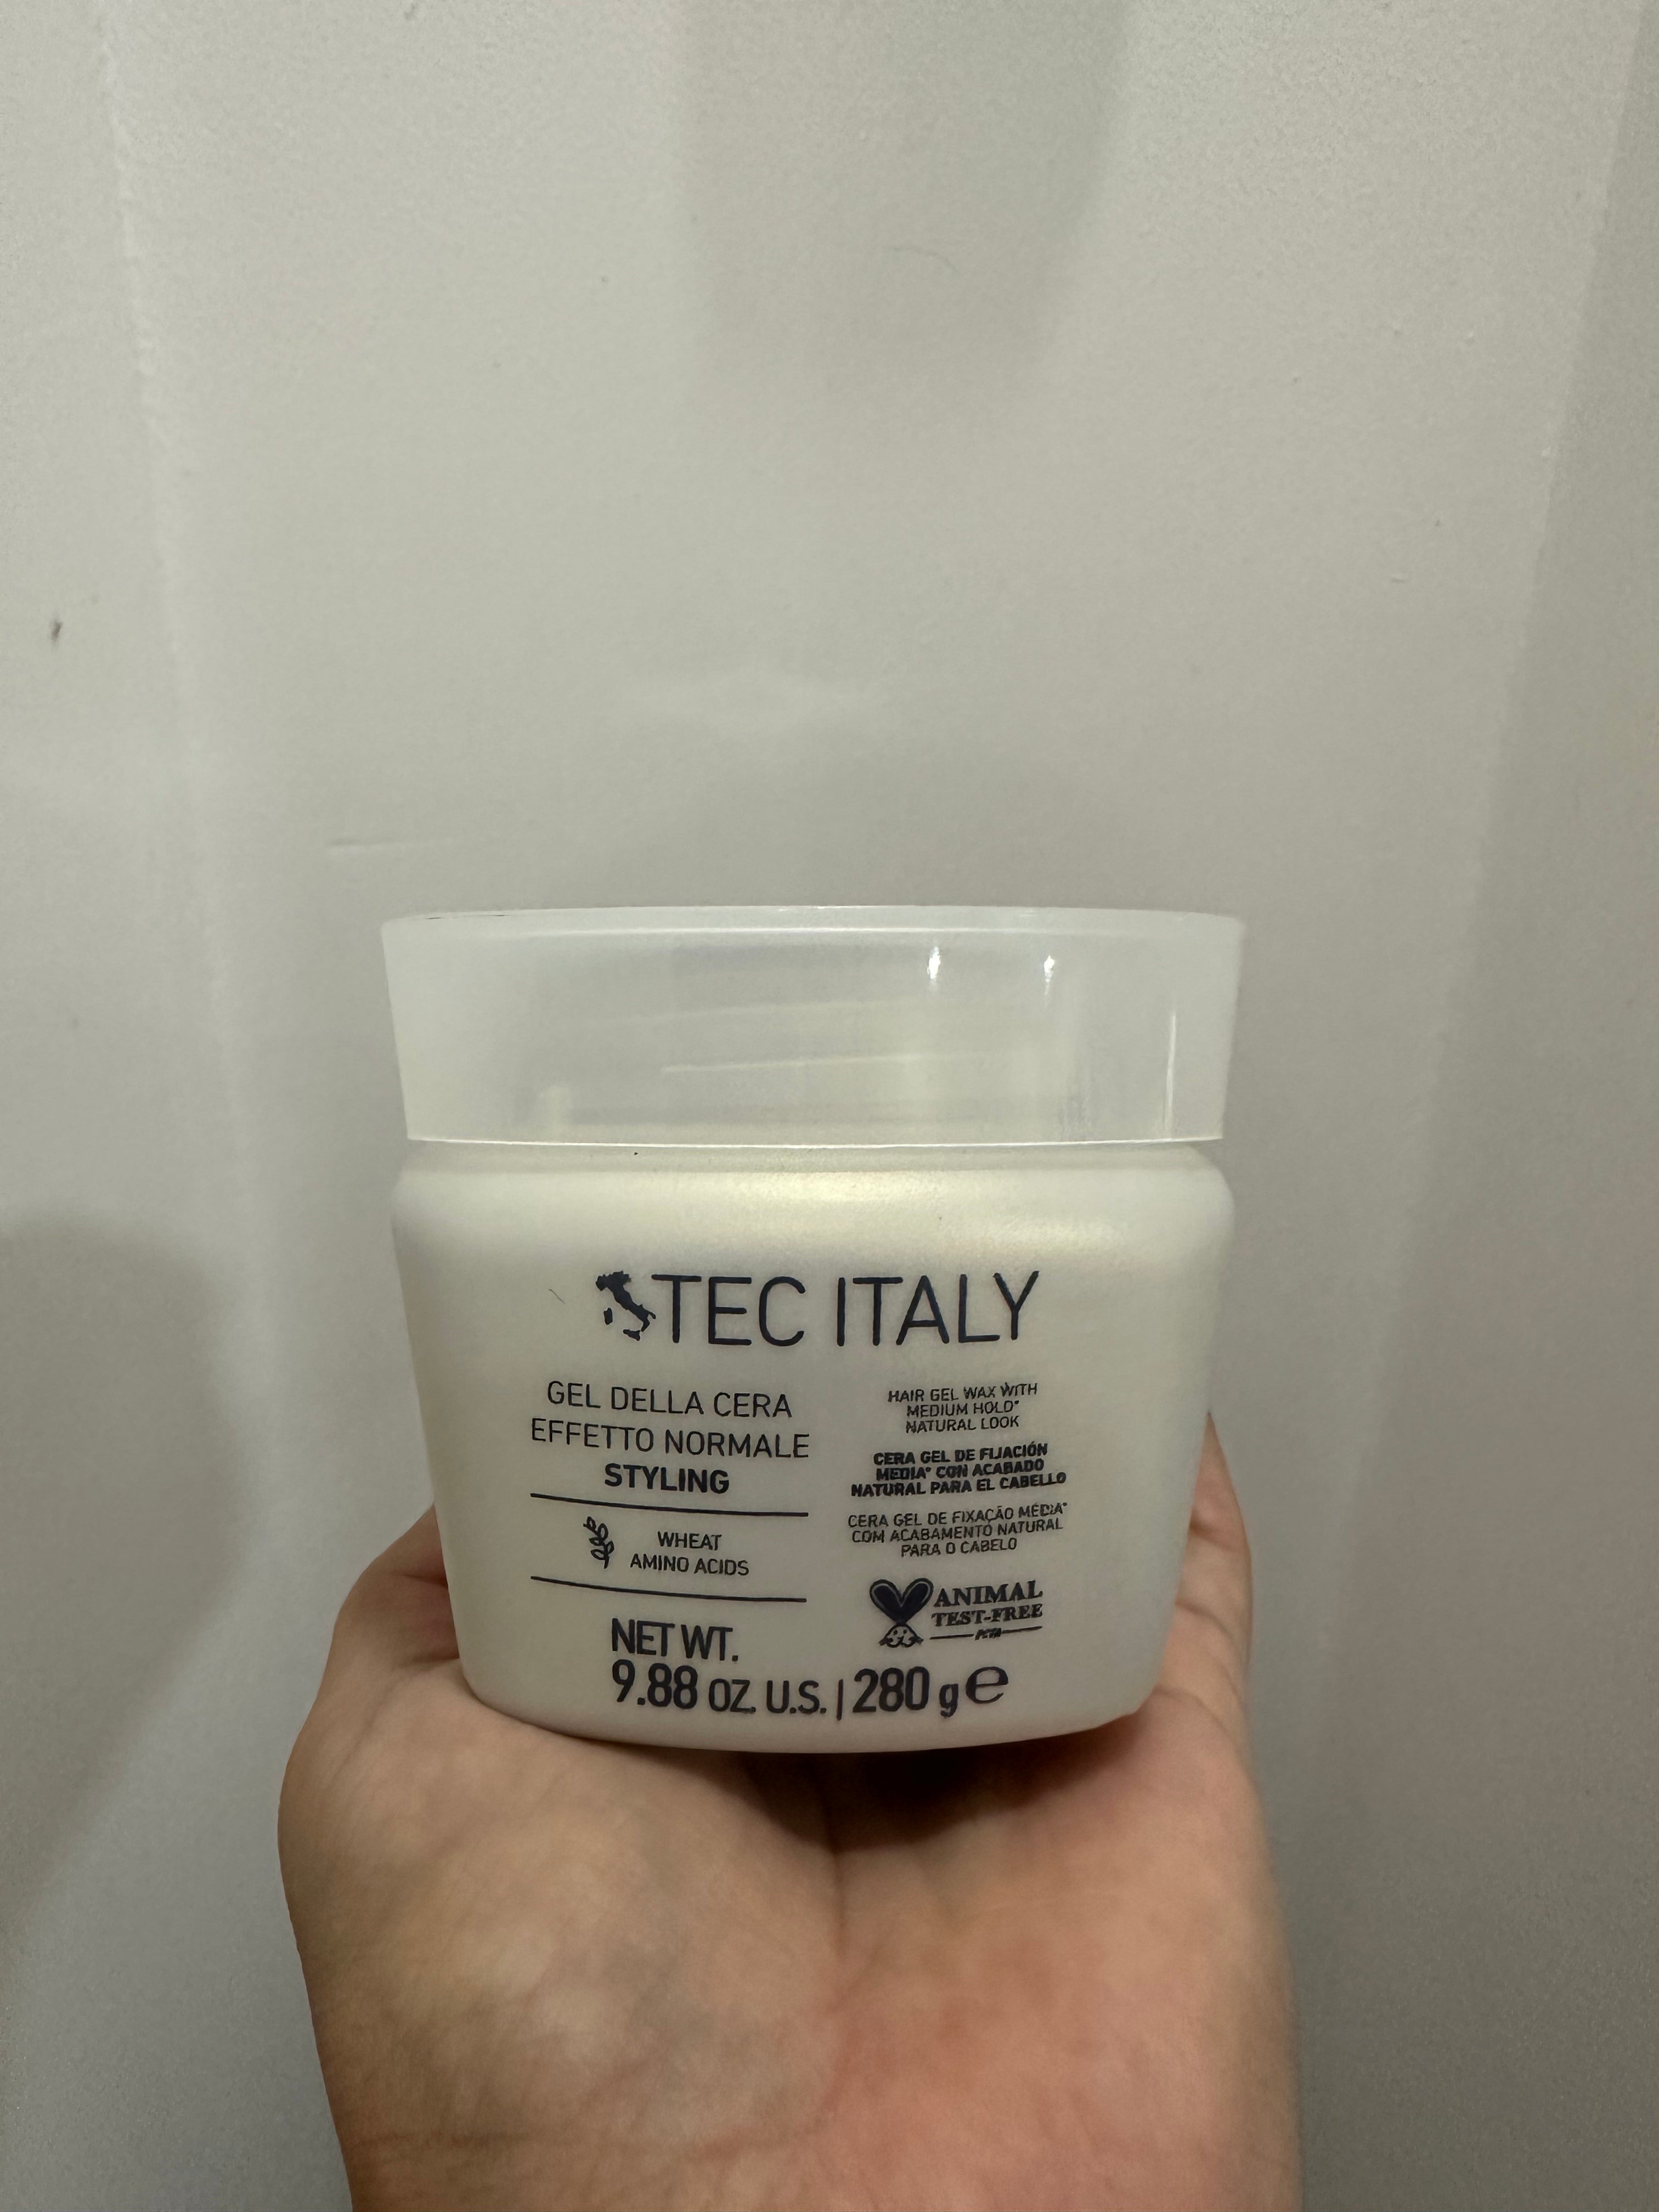 TEC ITALY
GEL DELLA CERA
EFFETTO NORMALE
STYLING
WHEAT
AMINO ACIDS
HAIR GEL WAX WITH
MEDIUM HOLD*
NATURAL LOOK
CERA GEL DE FIJACIÓN
MEDIA* CON ACABADO
NATURAL PARA EL CABELLO
CERA GEL DE FIXAÇÃO MÉDIA*
COM ACABAMENTO NATURAL
PARA O CABELO
ANIMAL
TEST-FREE
PETA
NET WT.
9.88 OZ. U.S. | 280 g ℮